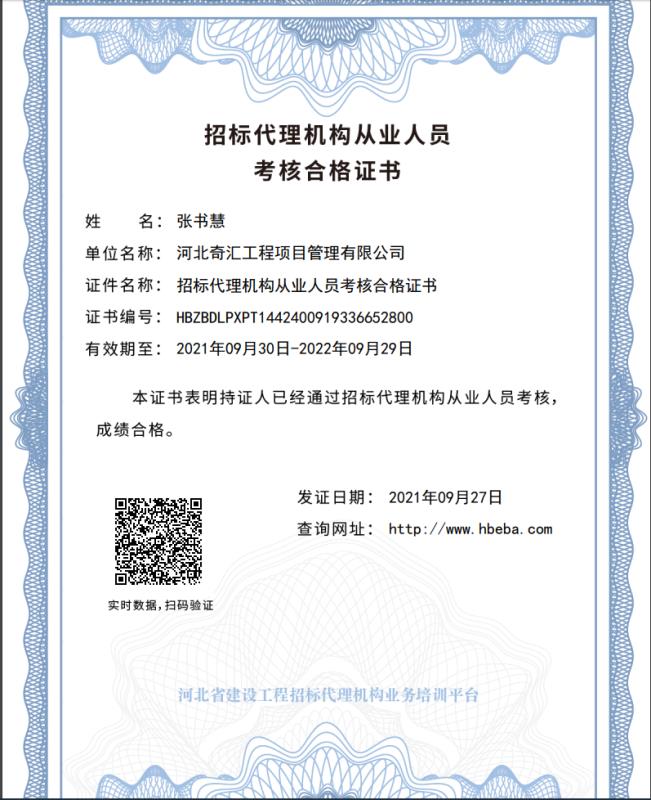 招标代理机构从业人员
考核合格证书
姓 名： 张书慧
单位名称： 河北奇汇工程项目管理有限公司
证件名称： 招标代理机构从业人员考核合格证书
证书编号： HBZBDLPXPT1442400919336652800
有效期至： 2021年09月30日-2022年09月29日
本证书表明持证人已经通过招标代理机构从业人员考核，
成绩合格。
发证日期： 2021年09月27日
查询网址： http://www.hbeba.com
实时数据,扫码验证
河北省建设工程招标代理机构业务培训平台